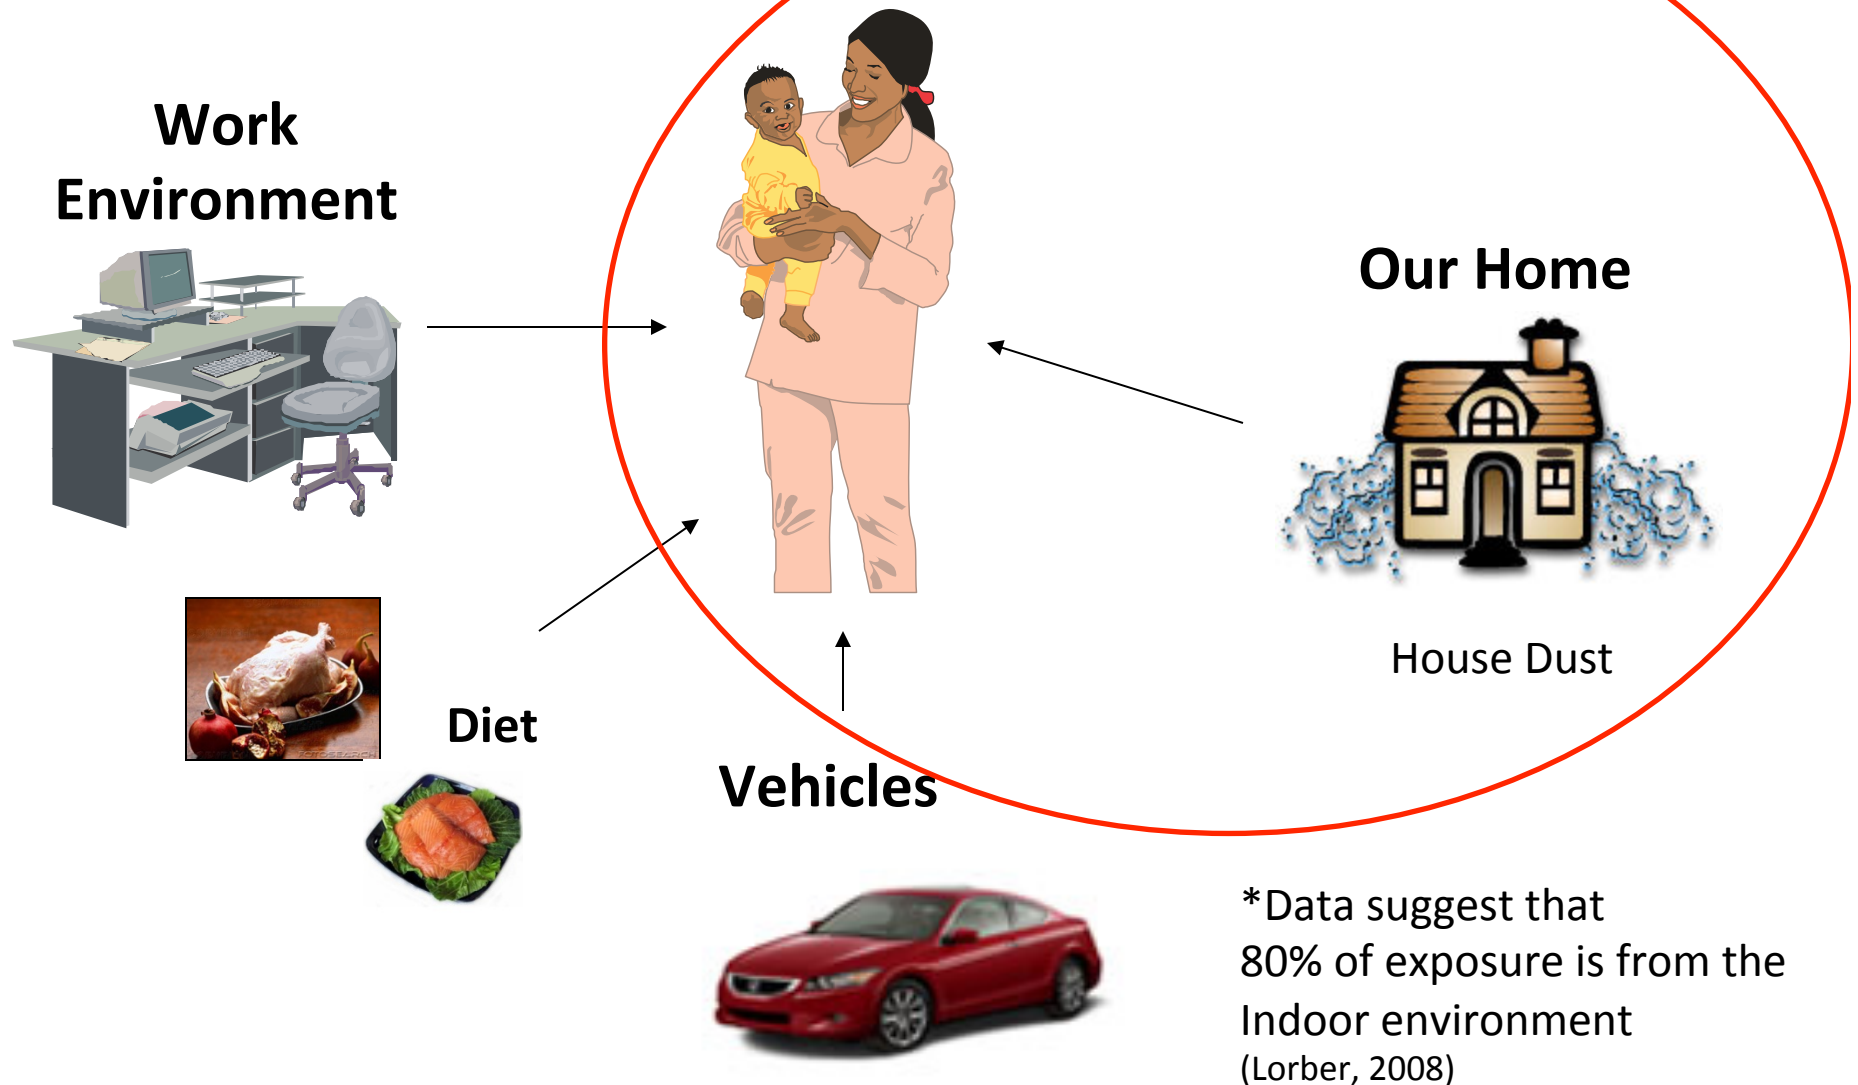 Work
Environment
Our Home
House Dust
Diet
Vehicles
*Data suggest that
80% of exposure is from the
Indoor environment
(Lorber, 2008)
FOTOSEARCH